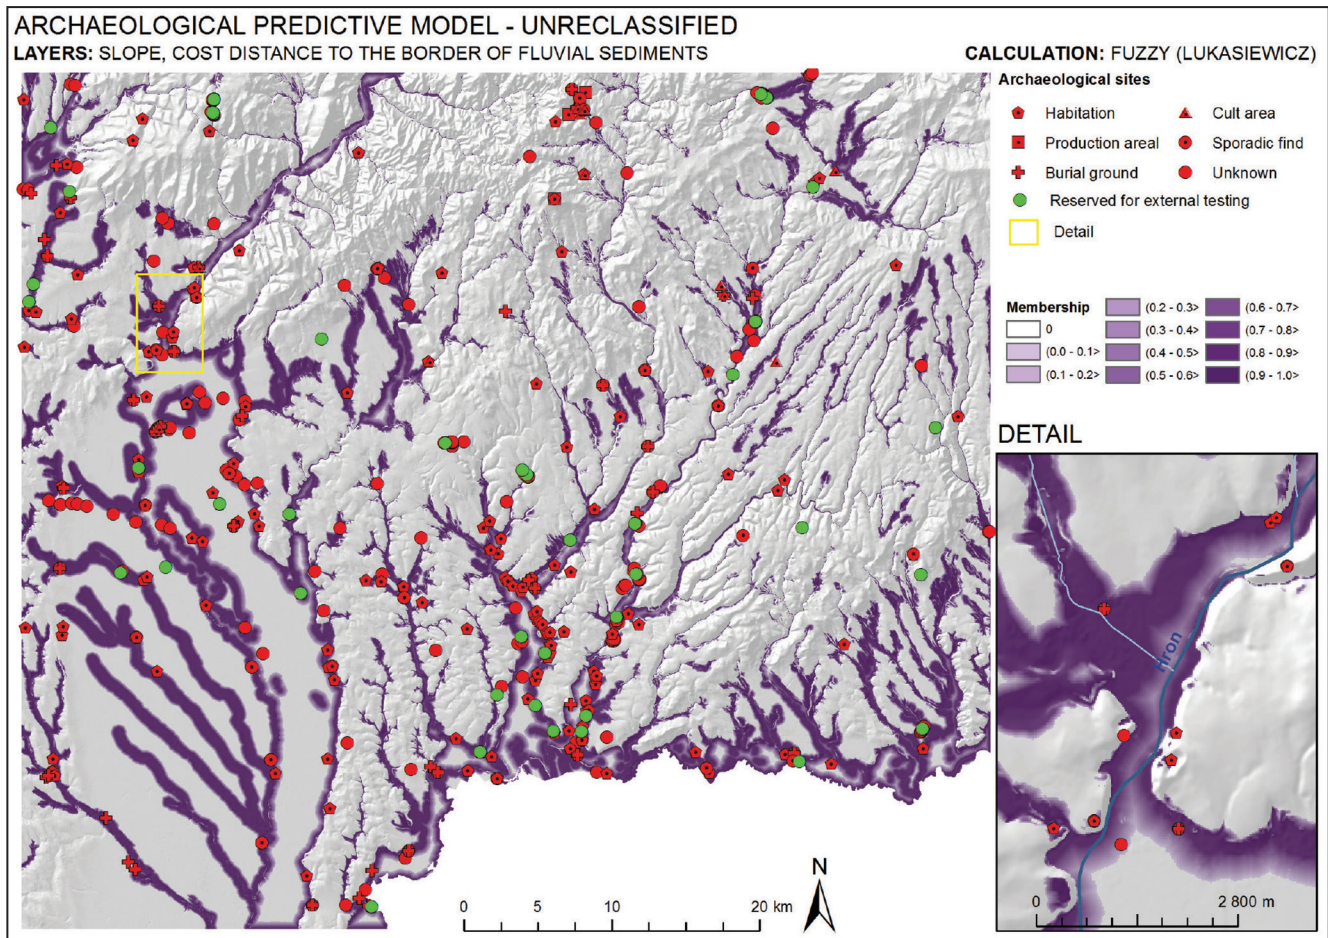 ARCHAEOLOGICAL PREDICTIVE MODEL - UNRECLASSIFIED
LAYERS: SLOPE, COST DISTANCE TO THE BORDER OF FLUVIAL SEDIMENTS
CALCULATION: FUZZY (LUKASIEWICZ)
Archaeological sites
Habitation
Cult area
Production areal
Sporadic find
Burial ground
Unknown
Reserved for external testing
Detail
Membership
0
(0.0 - 0.1>
(0.1 - 0.2>
(0.2 - 0.3>
(0.3 - 0.4>
(0.4 - 0.5>
(0.5 - 0.6>
(0.6 - 0.7>
(0.7 - 0.8>
(0.8 - 0.9>
(0.9 - 1.0>
DETAIL
Hron
0 2 800 m
N
0 5 10 20 km